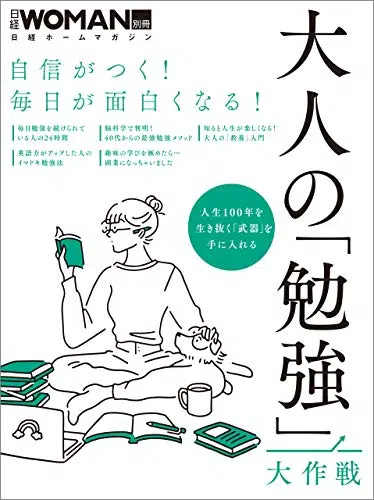 日経WOMAN別冊
日経ホームマガジン
自信がつく!
毎日が面白くなる!
毎日勉強を続けられて
いる人の24時間
脳科学で判明!
40代からの最強勉強メソッド
知ると人生が楽しくなる!
大人の「教養」入門
英語力がアップした人の
イマドキ勉強法
趣味の学びを極めたら…
副業になっちゃいました
人生100年を
生き抜く「武器」を
手に入れる
大人の「勉強」
大作戦